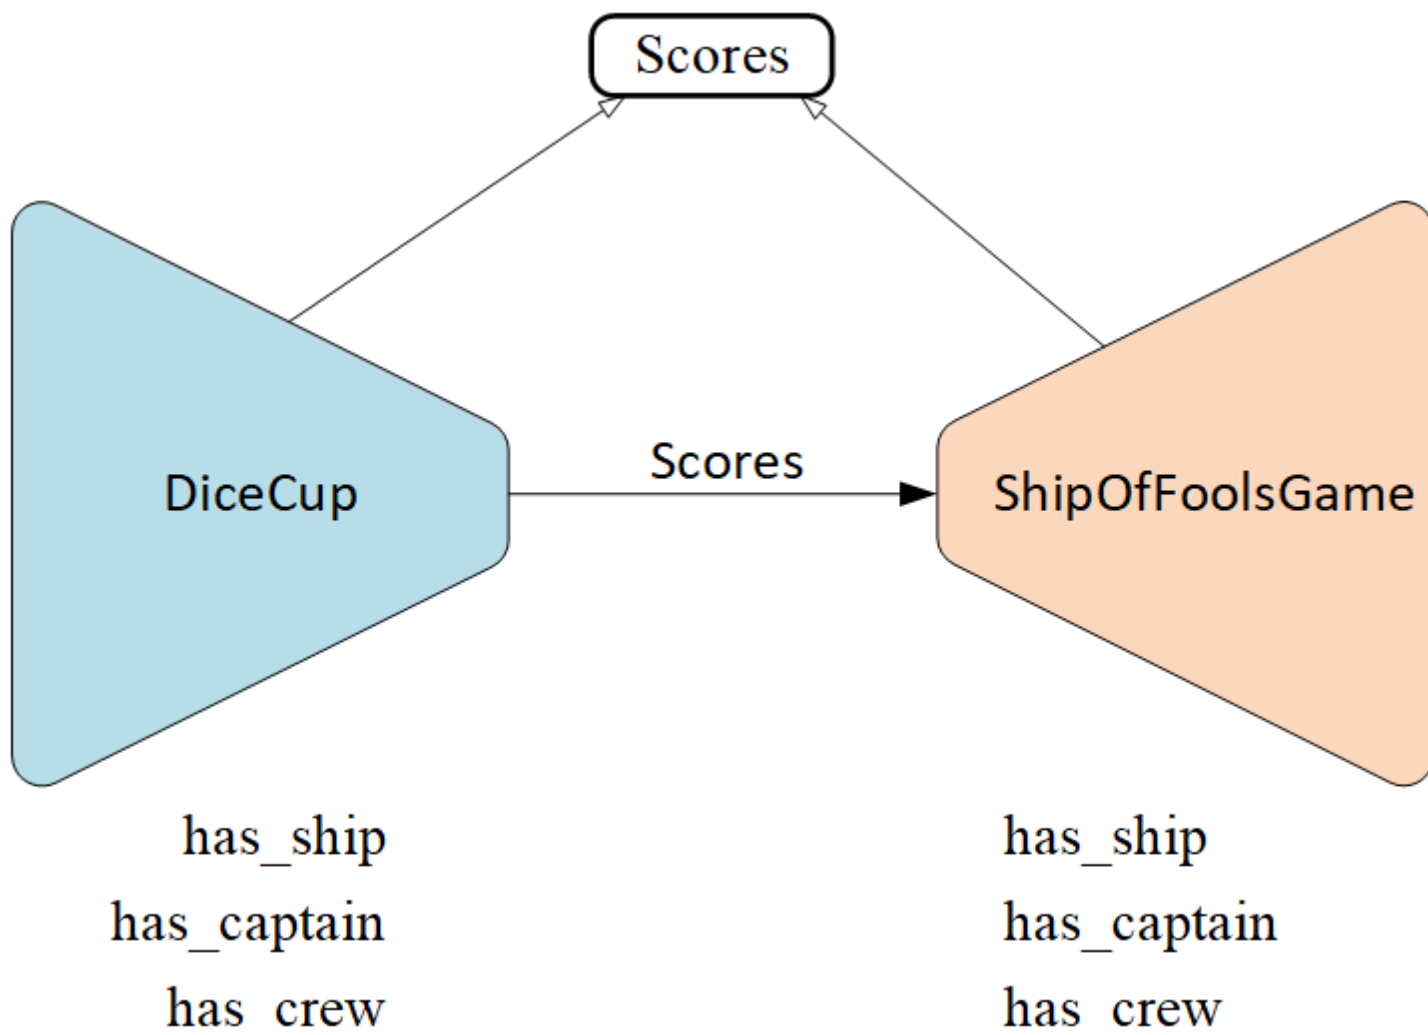 Scores
Scores
DiceCup
ShipOfFoolsGame
has_ship
has_captain
has_crew
has_ship
has_captain
has_crew